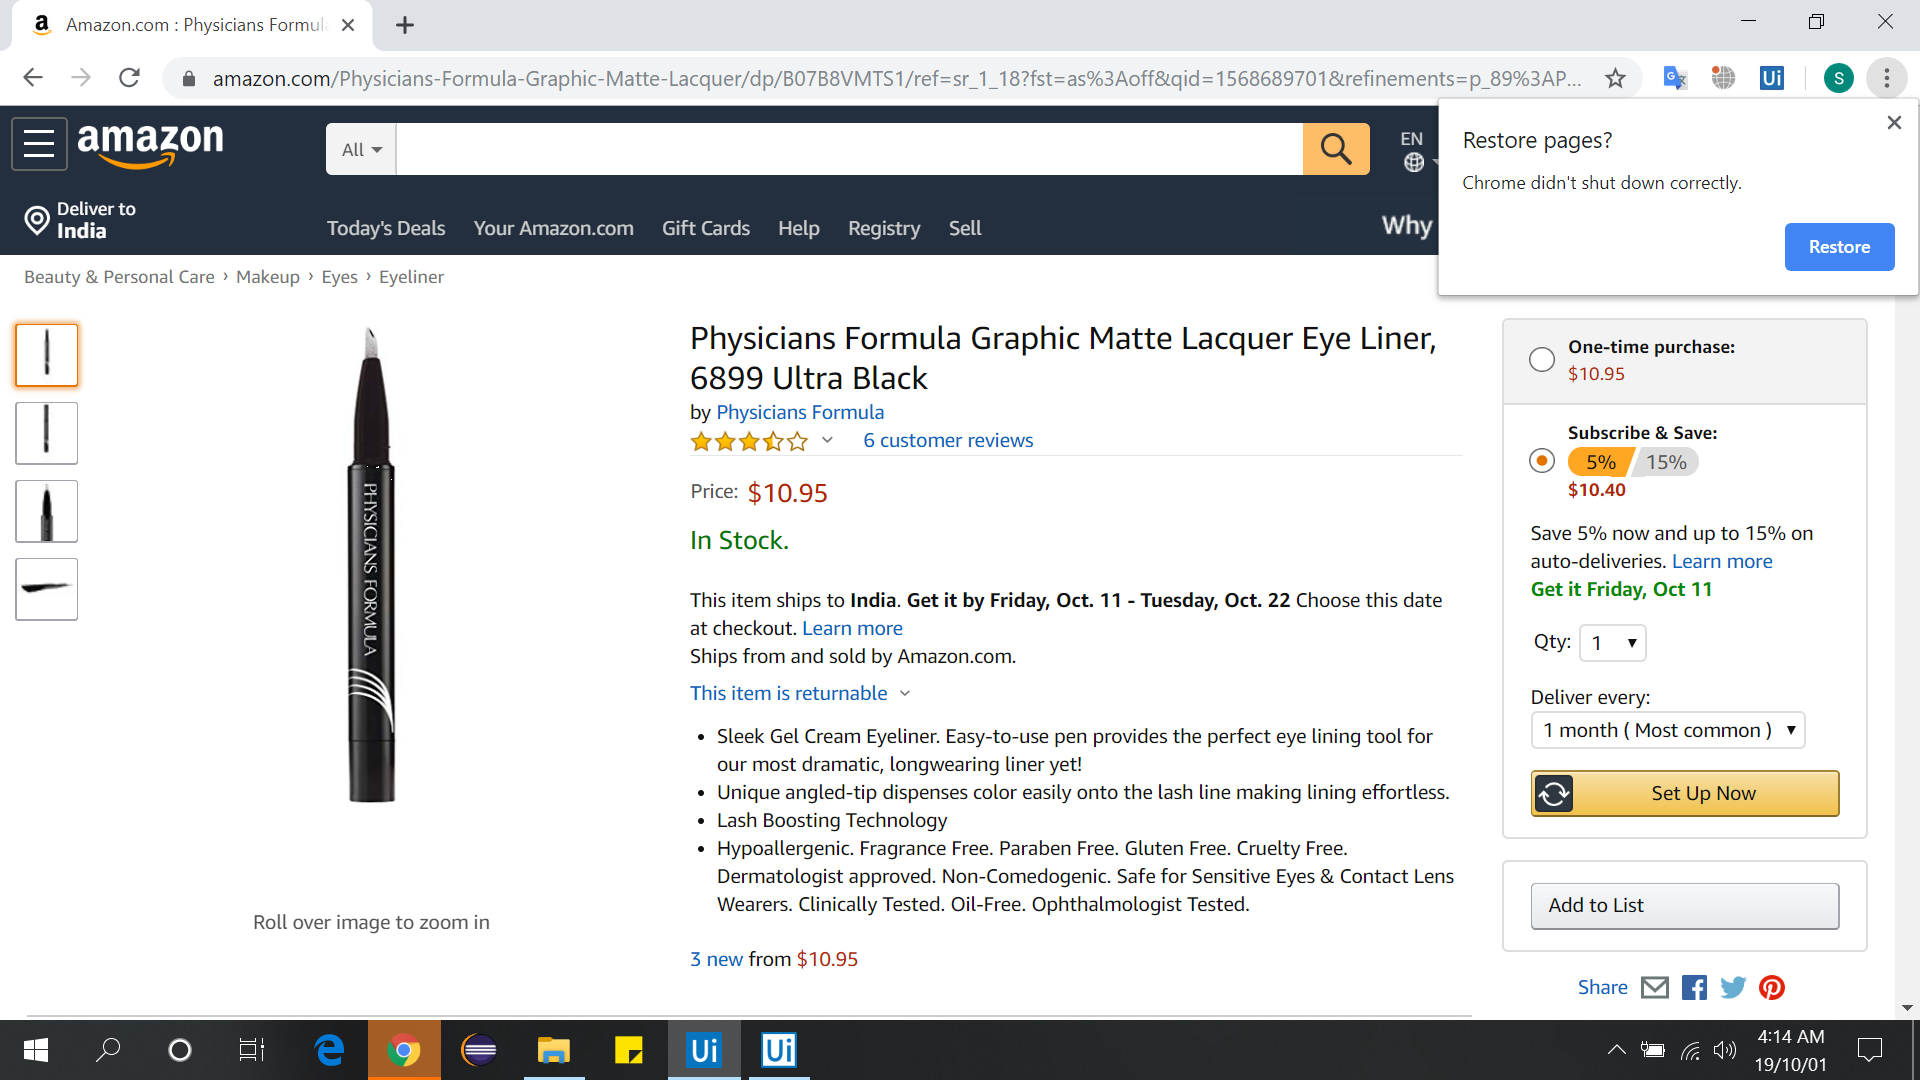 Amazon.com : Physicians Formul
amazon.com/Physicians-Formula-Graphic-Matte-Lacquer/dp/B07B8VMTS1/ref=sr_1_18?fst=as%3Aoff&qid=1568689701&refinements=p_89%3AP...
Ui
S
Restore pages?
Chrome didn't shut down correctly.
Restore
amazon
All
EN
Deliver to
India
Today's Deals
Your Amazon.com
Gift Cards
Help
Registry
Sell
Why
Beauty & Personal Care › Makeup › Eyes › Eyeliner
PHYSICIANS FORMULA
Roll over image to zoom in
Physicians Formula Graphic Matte Lacquer Eye Liner,
6899 Ultra Black
by Physicians Formula
6 customer reviews
Price: $10.95
In Stock.
This item ships to India. Get it by Friday, Oct. 11 - Tuesday, Oct. 22 Choose this date
at checkout. Learn more
Ships from and sold by Amazon.com.
This item is returnable
• Sleek Gel Cream Eyeliner. Easy-to-use pen provides the perfect eye lining tool for
our most dramatic, longwearing liner yet!
• Unique angled-tip dispenses color easily onto the lash line making lining effortless.
• Lash Boosting Technology
• Hypoallergenic. Fragrance Free. Paraben Free. Gluten Free. Cruelty Free.
Dermatologist approved. Non-Comedogenic. Safe for Sensitive Eyes & Contact Lens
Wearers. Clinically Tested. Oil-Free. Ophthalmologist Tested.
3 new from $10.95
One-time purchase:
$10.95
Subscribe & Save:
5% 15%
$10.40
Save 5% now and up to 15% on
auto-deliveries. Learn more
Get it Friday, Oct 11
Qty: 1
Deliver every:
1 month ( Most common )
Set Up Now
Add to List
Share
Ui
Ui
4:14 AM
19/10/01